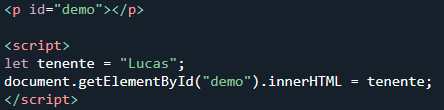 <p id="demo"></p>
<script>
let tenente = "Lucas";
document.getElementById("demo").innerHTML = tenente;
</script>